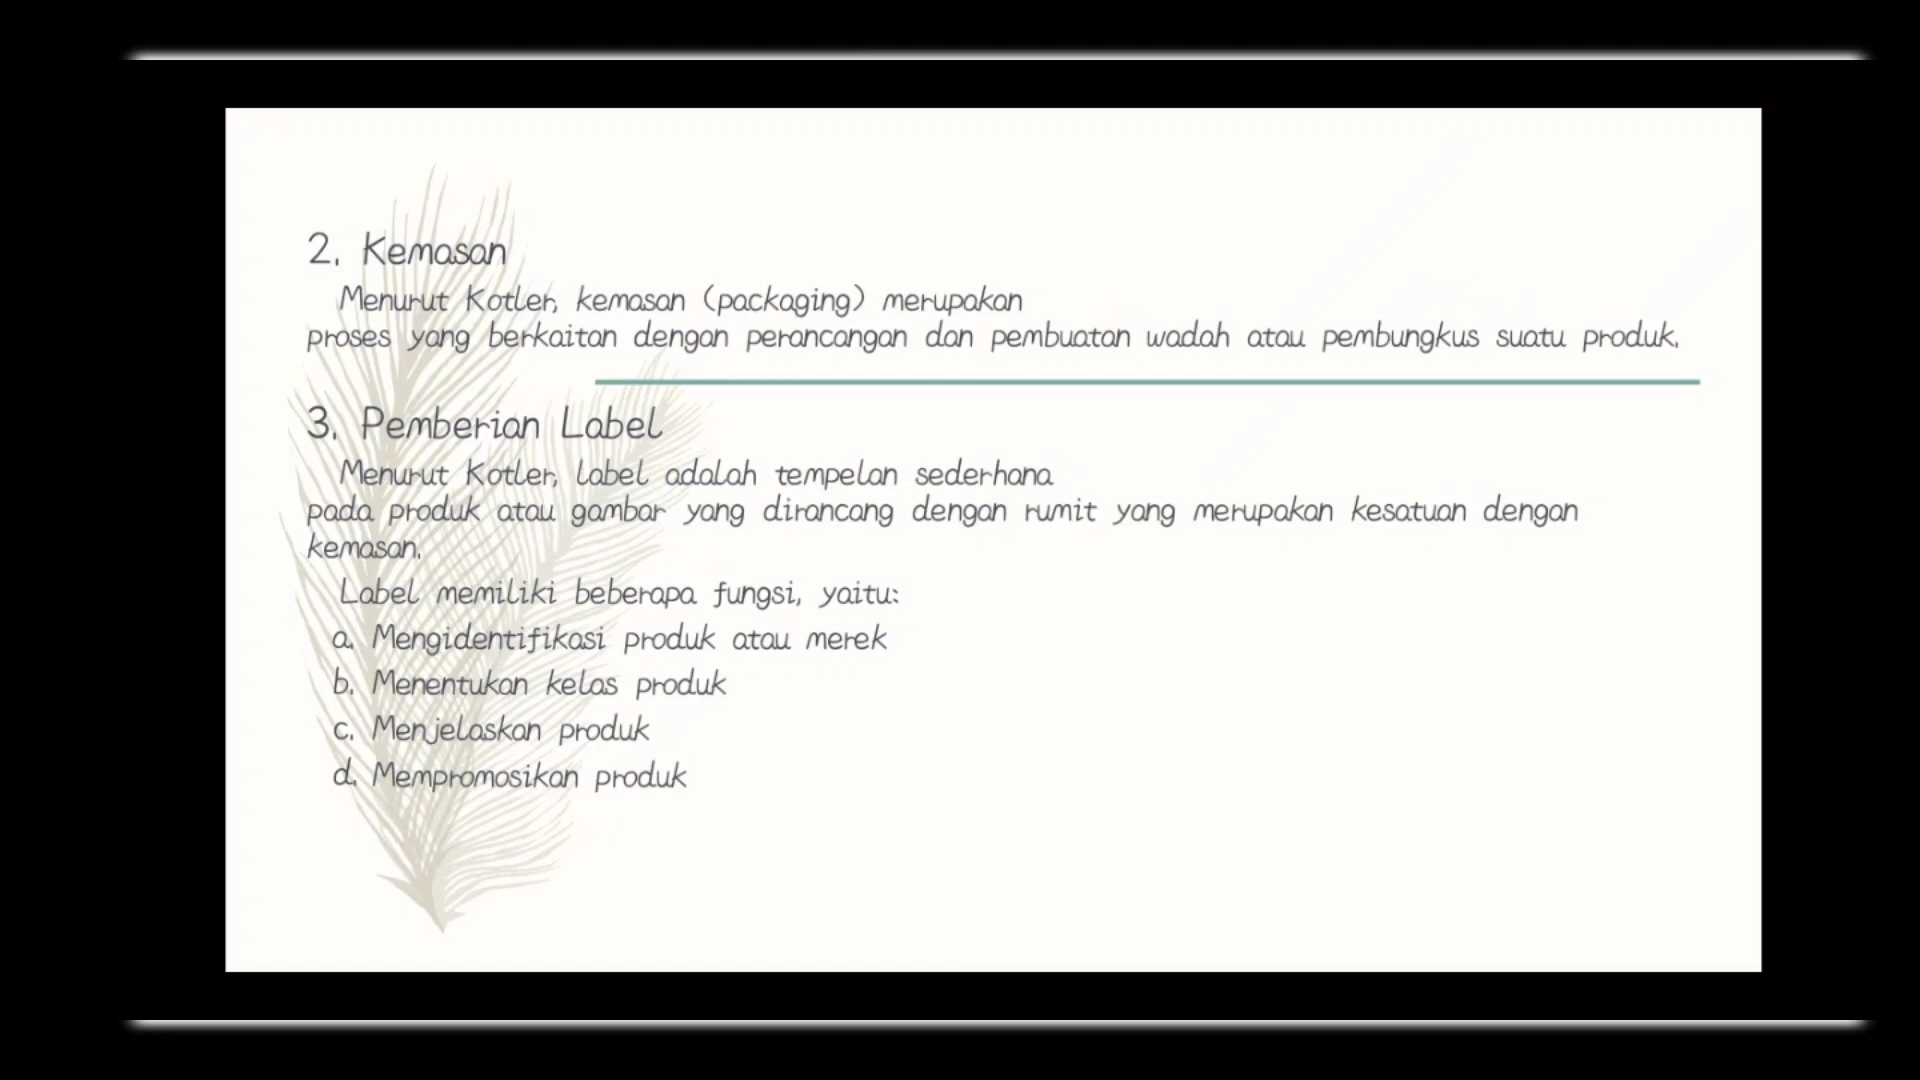 2. Kemasan
Menurut Kotler, kemasan (packaging) merupakan
proses yang berkaitan dengan perancangan dan pembuatan wadah atau pembungkus suatu produk.
3. Pemberian Label
Menurut Kotler, label adalah tempelan sederhana
pada produk atau gambar yang dirancang dengan rumit yang merupakan kesatuan dengan
kemasan.
Label memiliki beberapa fungsi, yaitu:
a. Mengidentifikasi produk atau merek
b. Menentukan kelas produk
c. Menjelaskan produk
d. Mempromosikan produk